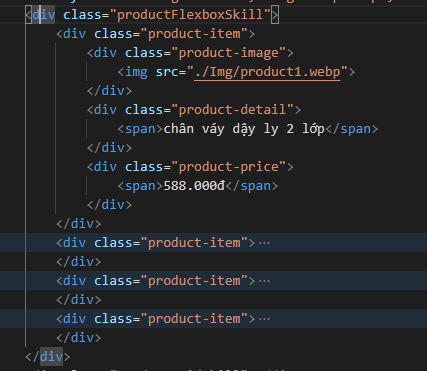 <div class="productFlexboxSkill">
<div class="product-item">
<div class="product-image">
<img src="./Img/product1.webp">
</div>
<div class="product-detail">
<span>chân váy dậy ly 2 lớp</span>
</div>
<div class="product-price">
<span>588.000đ</span>
</div>
</div>
<div class="product-item">…
</div>
<div class="product-item">…
</div>
<div class="product-item">…
</div>
</div>